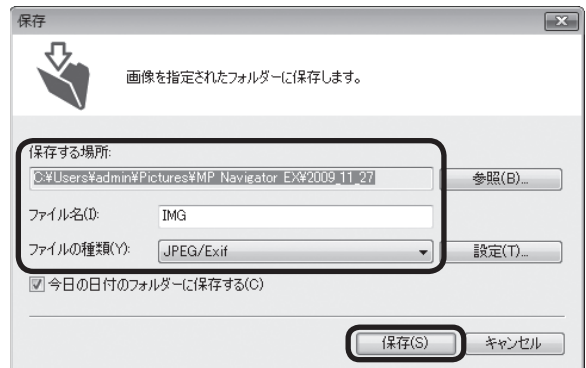 保存
画像を指定されたフォルダーに保存します。
保存する場所:
C:¥Users¥admin¥Pictures¥MP Navigator EX¥2009_11_27
参照(B)...
ファイル名(I):
IMG
ファイルの種類(Y):
JPEG/Exif
設定(T)...
今日の日付のフォルダーに保存する(C)
保存(S)
キャンセル